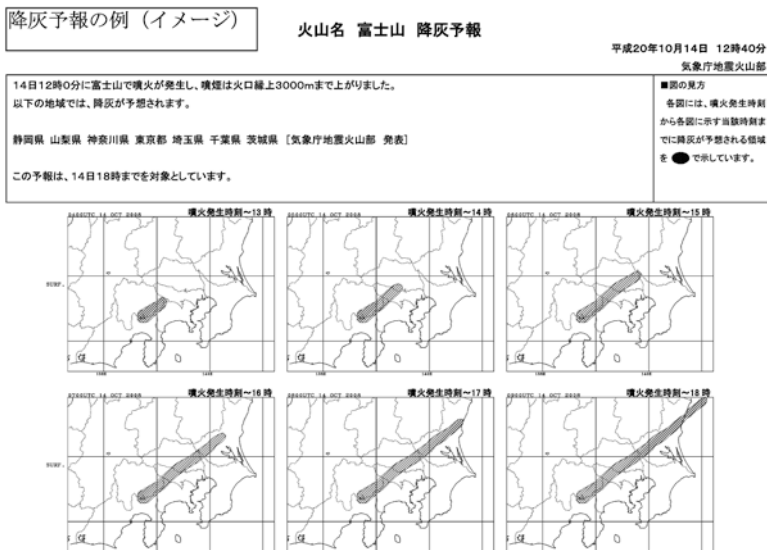 降灰予報の例（イメージ）
火山名 富士山 降灰予報
平成20年10月14日 12時40分
気象庁地震火山部
14日12時0分に富士山で噴火が発生し、噴煙は火口縁上3000mまで上がりました。
以下の地域では、降灰が予想されます。
静岡県 山梨県 神奈川県 東京都 埼玉県 千葉県 茨城県 ［気象庁地震火山部 発表］
この予報は、14日18時までを対象としています。
■図の見方
各図には、噴火発生時刻
から各図に示す当該時刻ま
でに降灰が予想される領域
を で示しています。
噴火発生時刻～13時
噴火発生時刻～14時
噴火発生時刻～15時
SURF.
噴火発生時刻～16時
噴火発生時刻～17時
噴火発生時刻～18時
SURF.